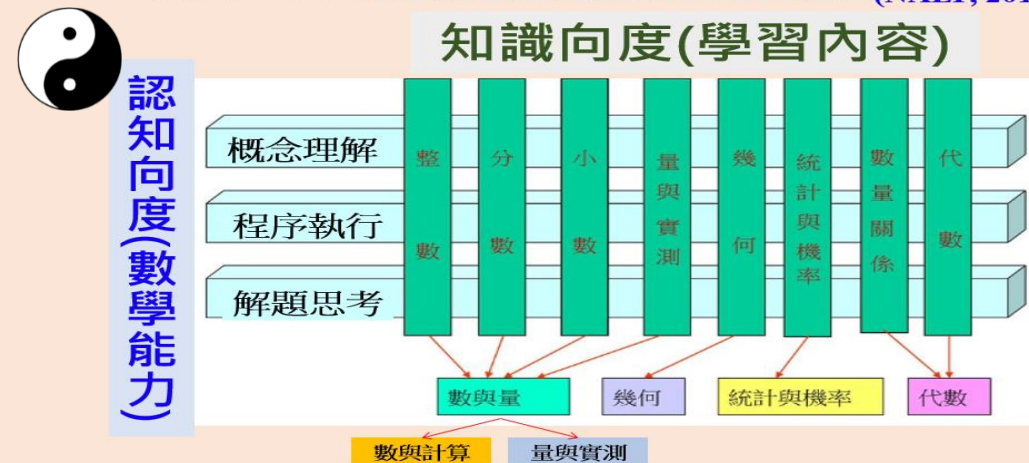 知識向度(學習內容)
認知向度(數學能力)
概念理解
程序執行
解題思考
整數
分數
小數
量與實測
幾何
統計與機率
數量關係
代數
數與量
幾何
統計與機率
代數
數與計算
量與實測